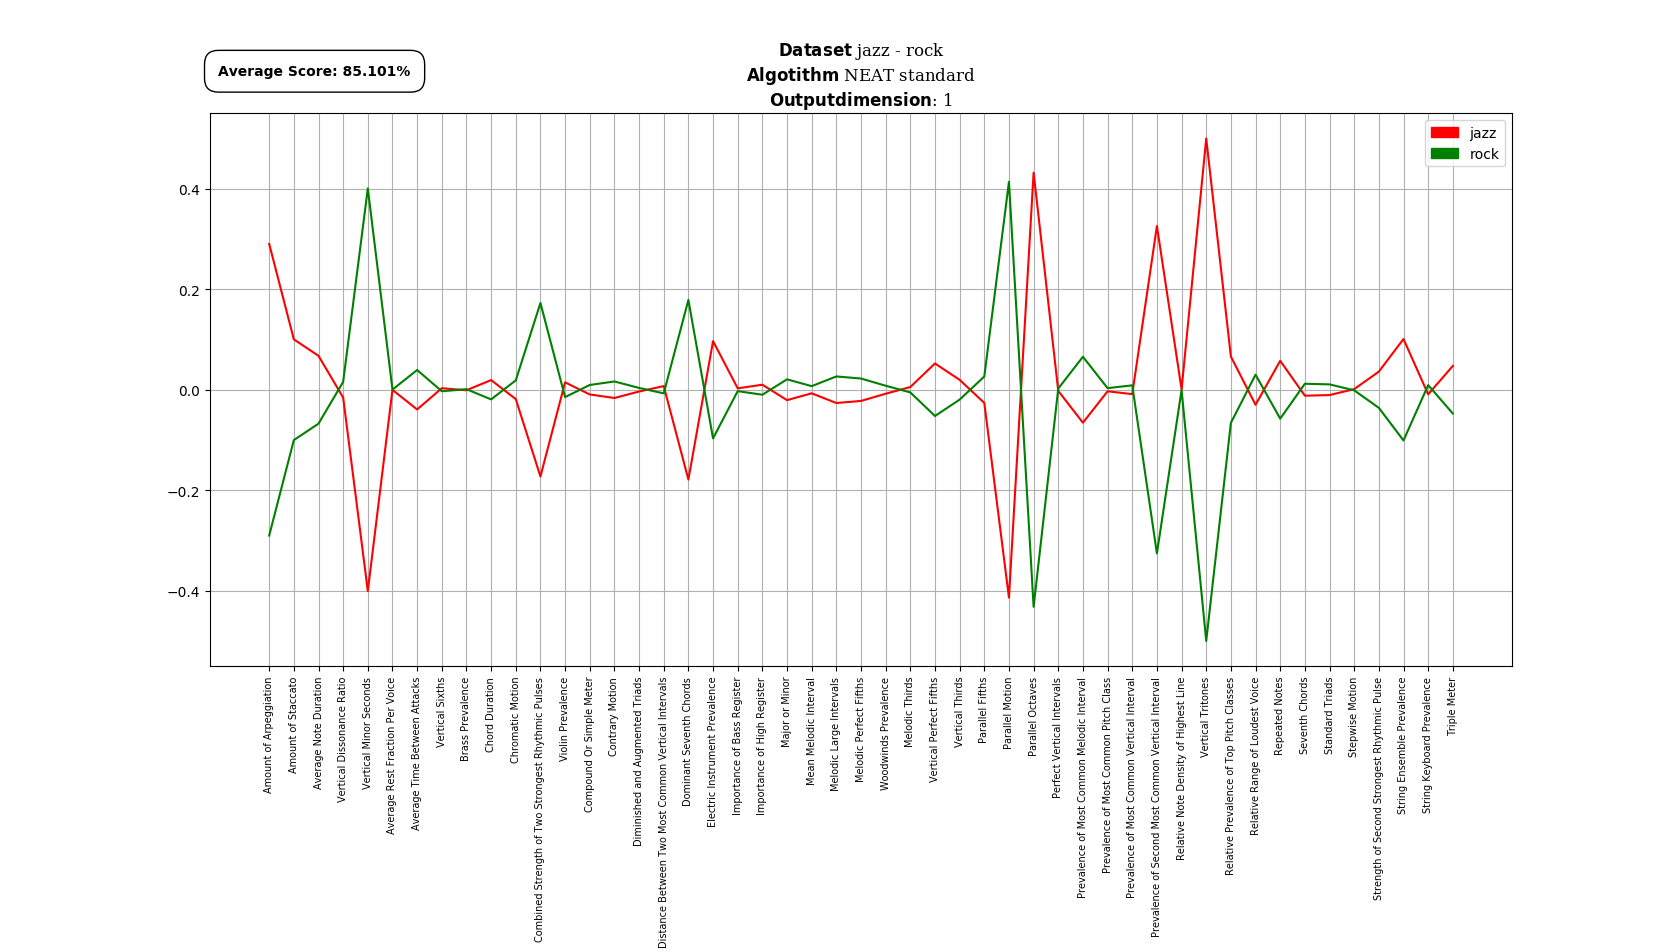 Dataset jazz - rock
Average Score: 85.101%
Algotithm NEAT standard
Outputdimension: 1
jazz
rock
0.4
0.2
0.0
−0.2
−0.4
Amount of Arpeggiation
Amount of Staccato
Average Note Duration
Vertical Dissonance Ratio
Vertical Minor Seconds
Average Rest Fraction Per Voice
Average Time Between Attacks
Vertical Sixths
Brass Prevalence
Chord Duration
Chromatic Motion
Combined Strength of Two Strongest Rhythmic Pulses
Violin Prevalence
Compound Or Simple Meter
Contrary Motion
Diminished and Augmented Triads
Distance Between Two Most Common Vertical Intervals
Dominant Seventh Chords
Electric Instrument Prevalence
Importance of Bass Register
Importance of High Register
Major or Minor
Mean Melodic Interval
Melodic Large Intervals
Melodic Perfect Fifths
Woodwinds Prevalence
Melodic Thirds
Vertical Perfect Fifths
Vertical Thirds
Parallel Fifths
Parallel Motion
Parallel Octaves
Perfect Vertical Intervals
Prevalence of Most Common Melodic Interval
Prevalence of Most Common Pitch Class
Prevalence of Most Common Vertical Interval
Prevalence of Second Most Common Vertical Interval
Relative Note Density of Highest Line
Vertical Tritones
Relative Prevalence of Top Pitch Classes
Relative Range of Loudest Voice
Repeated Notes
Seventh Chords
Standard Triads
Stepwise Motion
Strength of Second Strongest Rhythmic Pulse
String Ensemble Prevalence
String Keyboard Prevalence
Triple Meter